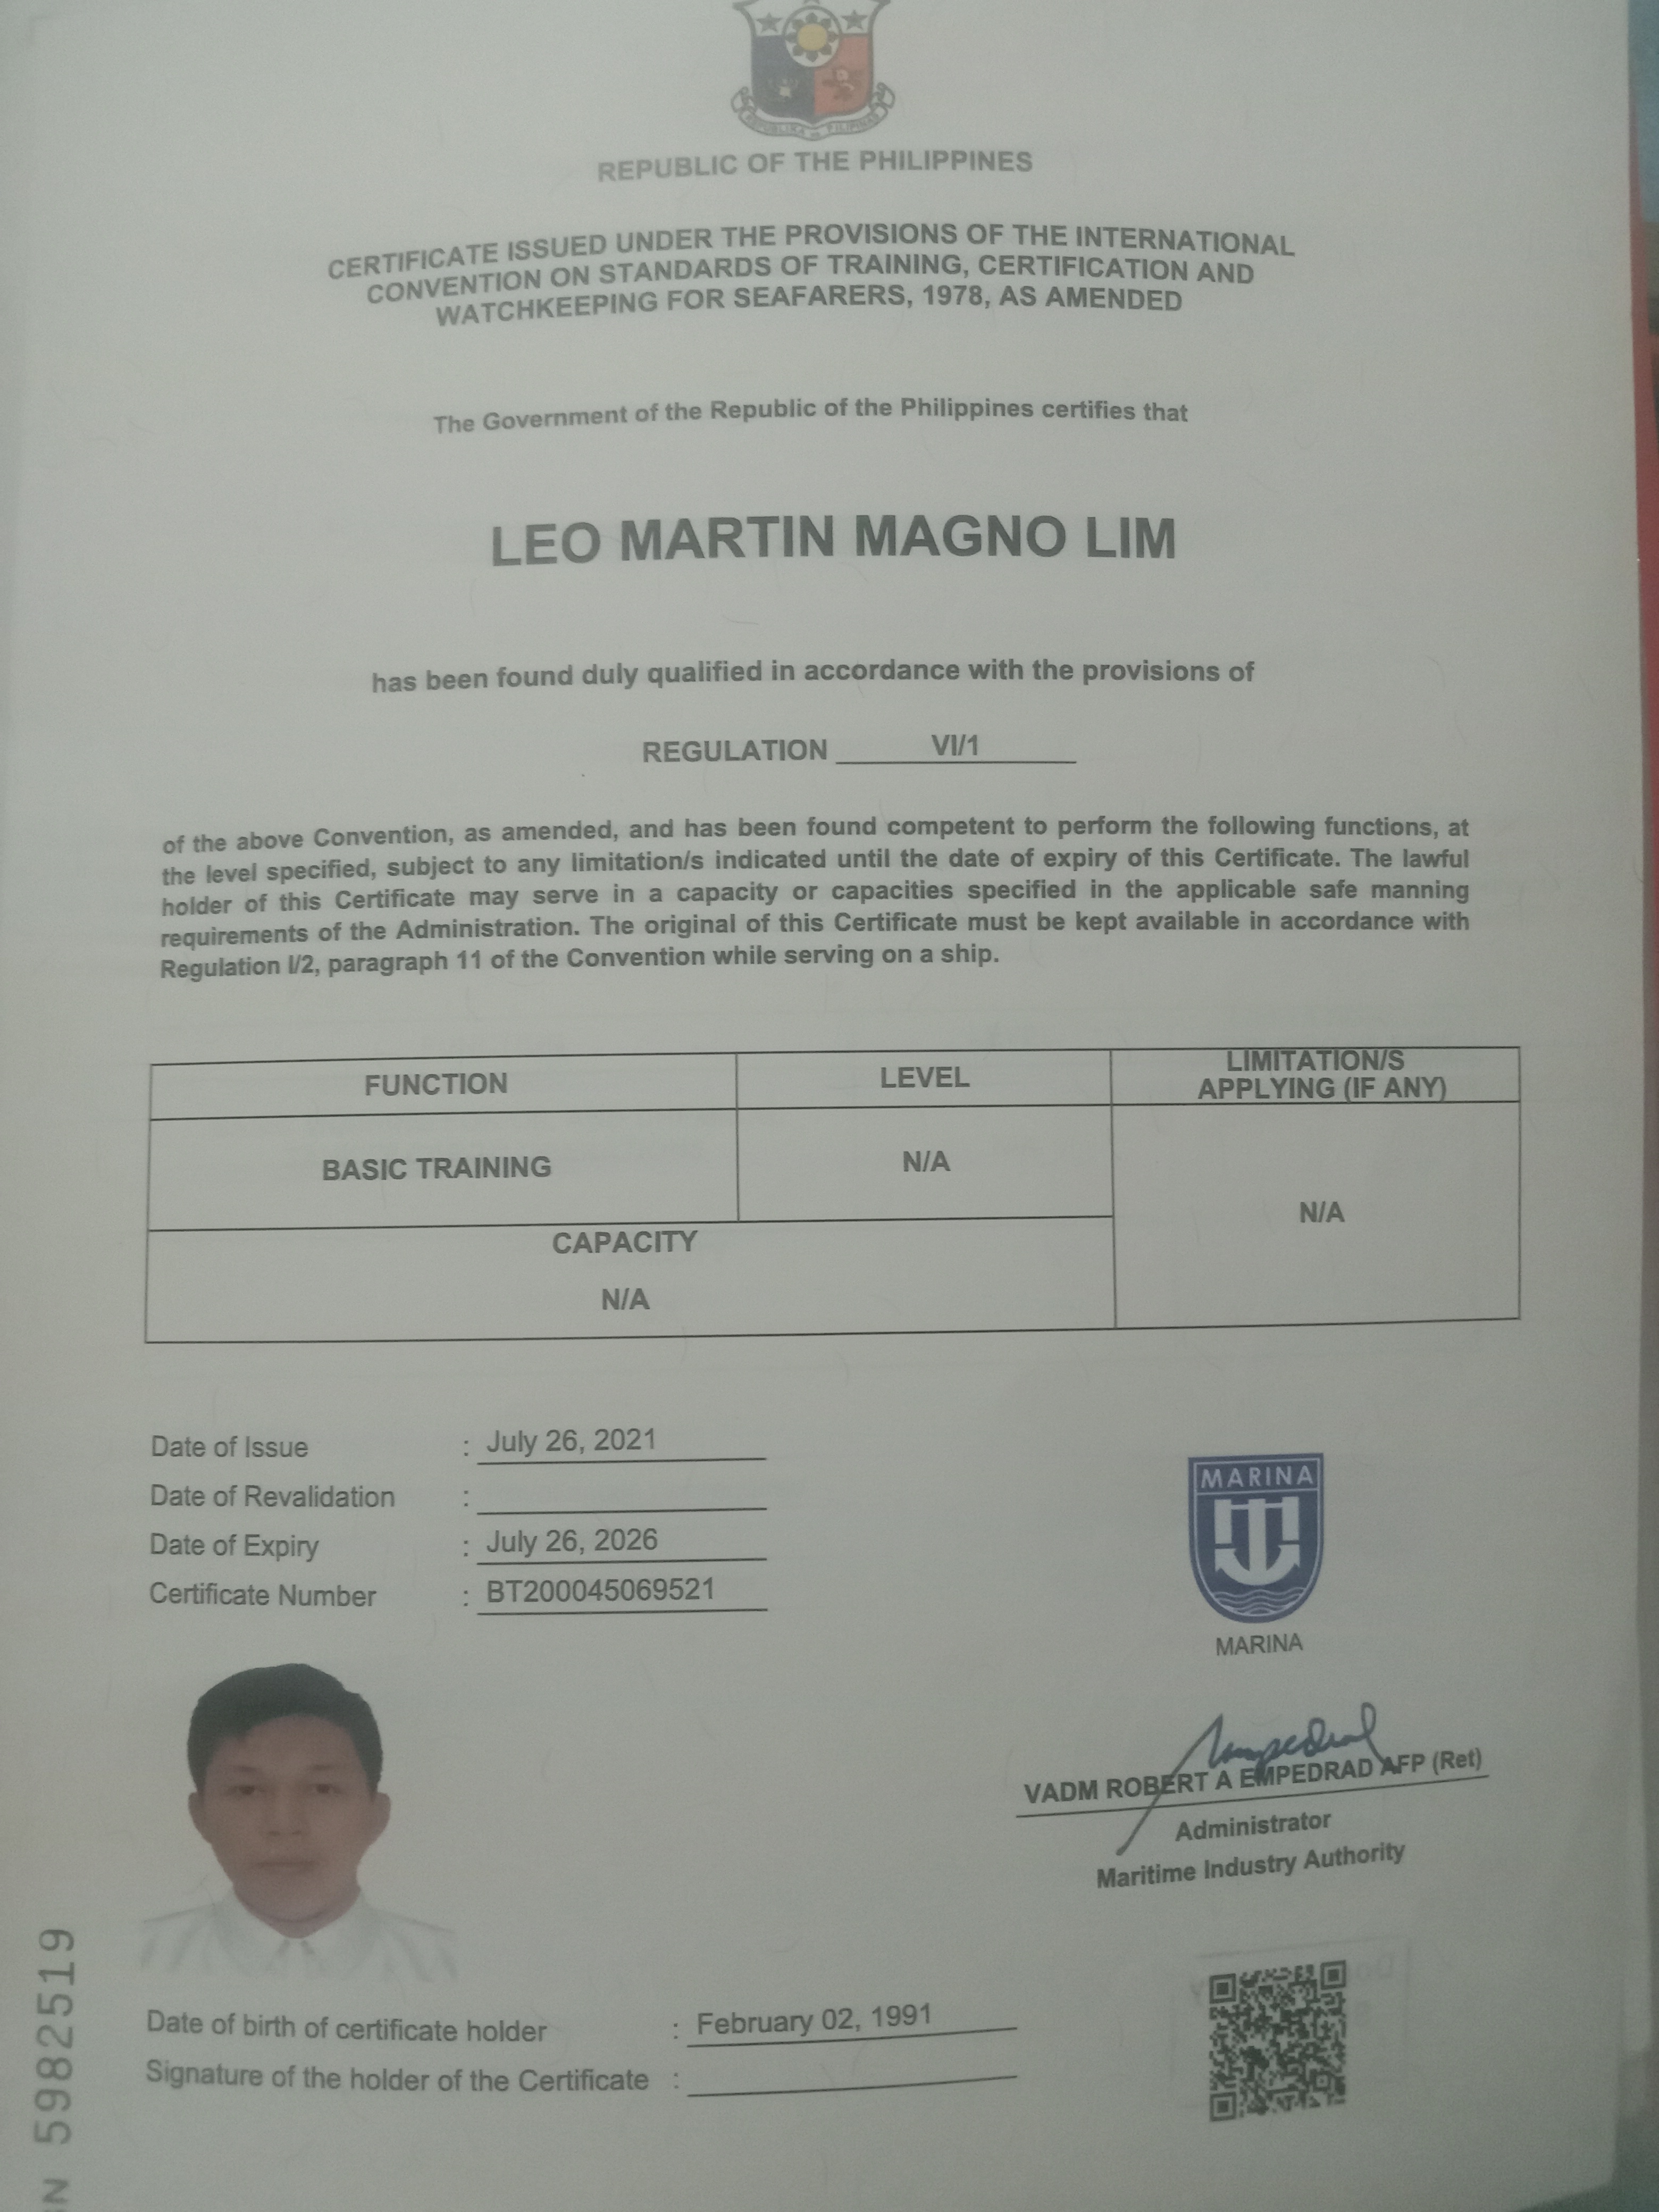 REPUBLIKA NG PILIPINAS
REPUBLIC OF THE PHILIPPINES
CERTIFICATE ISSUED UNDER THE PROVISIONS OF THE INTERNATIONAL
CONVENTION ON STANDARDS OF TRAINING, CERTIFICATION AND
WATCHKEEPING FOR SEAFARERS, 1978, AS AMENDED
The Government of the Republic of the Philippines certifies that
LEO MARTIN MAGNO LIM
has been found duly qualified in accordance with the provisions of
REGULATION VI/1
of the above Convention, as amended, and has been found competent to perform the following functions, at
the level specified, subject to any limitation/s indicated until the date of expiry of this Certificate. The lawful
holder of this Certificate may serve in a capacity or capacities specified in the applicable safe manning
requirements of the Administration. The original of this Certificate must be kept available in accordance with
Regulation I/2, paragraph 11 of the Convention while serving on a ship.
FUNCTION LEVEL LIMITATION/S
APPLYING (IF ANY)
BASIC TRAINING N/A N/A
CAPACITY
N/A
Date of Issue : July 26, 2021
Date of Revalidation :
Date of Expiry : July 26, 2026
Certificate Number : BT200045069521
MARINA
MARINA
VADM ROBERT A EMPEDRAD AFP (Ret)
Administrator
Maritime Industry Authority
Date of birth of certificate holder : February 02, 1991
Signature of the holder of the Certificate :
5982519